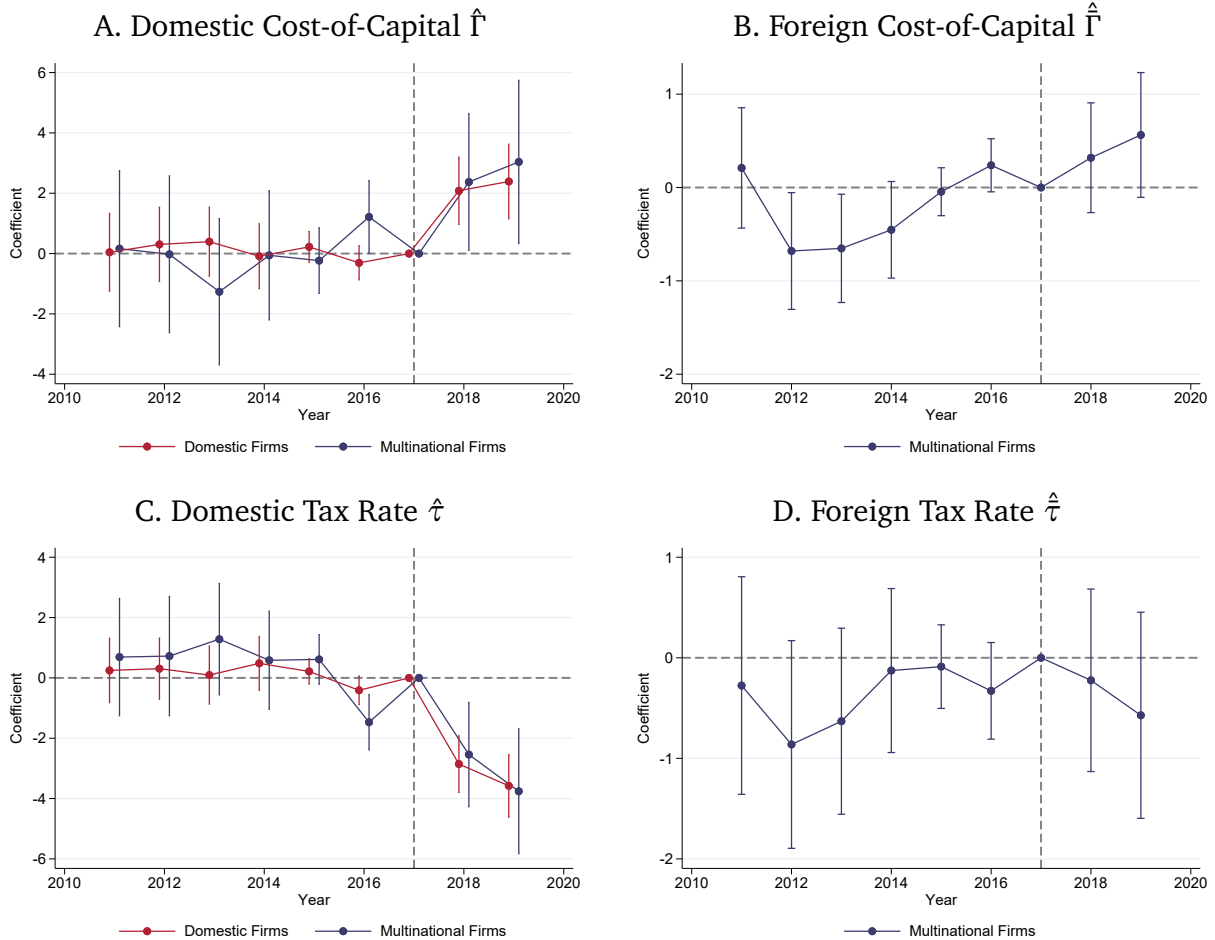 A. Domestic Cost-of-Capital Γ̂
6
4
2
0
-2
-4
Coefficient
2010 2012 2014 2016 2018 2020
Year
Domestic Firms Multinational Firms
B. Foreign Cost-of-Capital Γ̿̂
1
0
-1
-2
Coefficient
2010 2012 2014 2016 2018 2020
Year
Multinational Firms
C. Domestic Tax Rate τ̂
4
2
0
-2
-4
-6
Coefficient
2010 2012 2014 2016 2018 2020
Year
Domestic Firms Multinational Firms
D. Foreign Tax Rate τ̿̂
1
0
-1
-2
Coefficient
2010 2012 2014 2016 2018 2020
Year
Multinational Firms